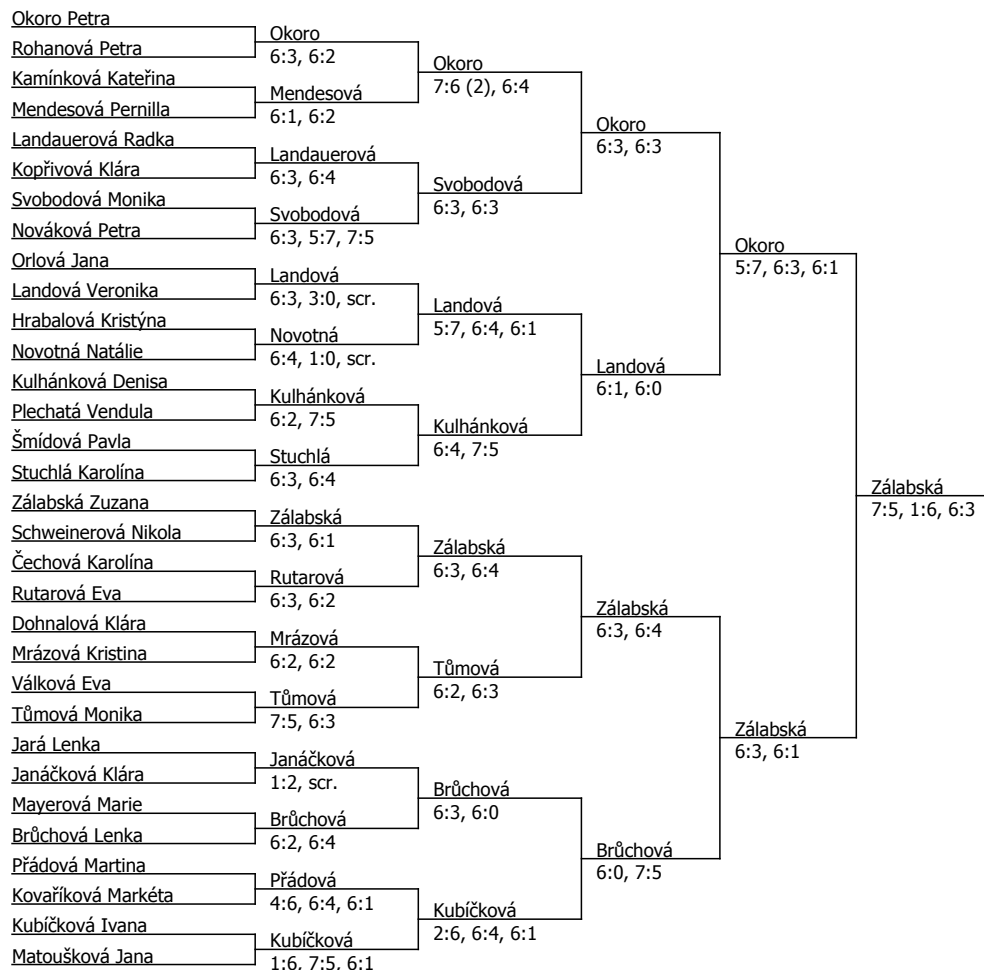 Okoro Petra
Rohanová Petra
Kamínková Kateřina
Mendesová Pernilla
Landauerová Radka
Kopřivová Klára
Svobodová Monika
Nováková Petra
Orlová Jana
Landová Veronika
Hrabalová Kristýna
Novotná Natálie
Kulhánková Denisa
Plechatá Vendula
Šmídová Pavla
Stuchlá Karolína
Zálabská Zuzana
Schweinerová Nikola
Čechová Karolína
Rutarová Eva
Dohnalová Klára
Mrázová Kristina
Válková Eva
Tůmová Monika
Jará Lenka
Janáčková Klára
Mayerová Marie
Brůchová Lenka
Přádová Martina
Kovaříková Markéta
Kubíčková Ivana
Matoušková Jana
Okoro
6:3, 6:2
Mendesová
6:1, 6:2
Landauerová
6:3, 6:4
Svobodová
6:3, 5:7, 7:5
Landová
6:3, 3:0, scr.
Novotná
6:4, 1:0, scr.
Kulhánková
6:2, 7:5
Stuchlá
6:3, 6:4
Zálabská
6:3, 6:1
Rutarová
6:3, 6:2
Mrázová
6:2, 6:2
Tůmová
7:5, 6:3
Janáčková
1:2, scr.
Brůchová
6:2, 6:4
Přádová
4:6, 6:4, 6:1
Kubíčková
1:6, 7:5, 6:1
Okoro
7:6 (2), 6:4
Svobodová
6:3, 6:3
Landová
5:7, 6:4, 6:1
Kulhánková
6:4, 7:5
Zálabská
6:3, 6:4
Tůmová
6:2, 6:3
Brůchová
6:3, 6:0
Kubíčková
2:6, 6:4, 6:1
Okoro
6:3, 6:3
Landová
6:1, 6:0
Zálabská
6:3, 6:4
Brůchová
6:0, 7:5
Okoro
5:7, 6:3, 6:1
Zálabská
6:3, 6:1
Zálabská
7:5, 1:6, 6:3